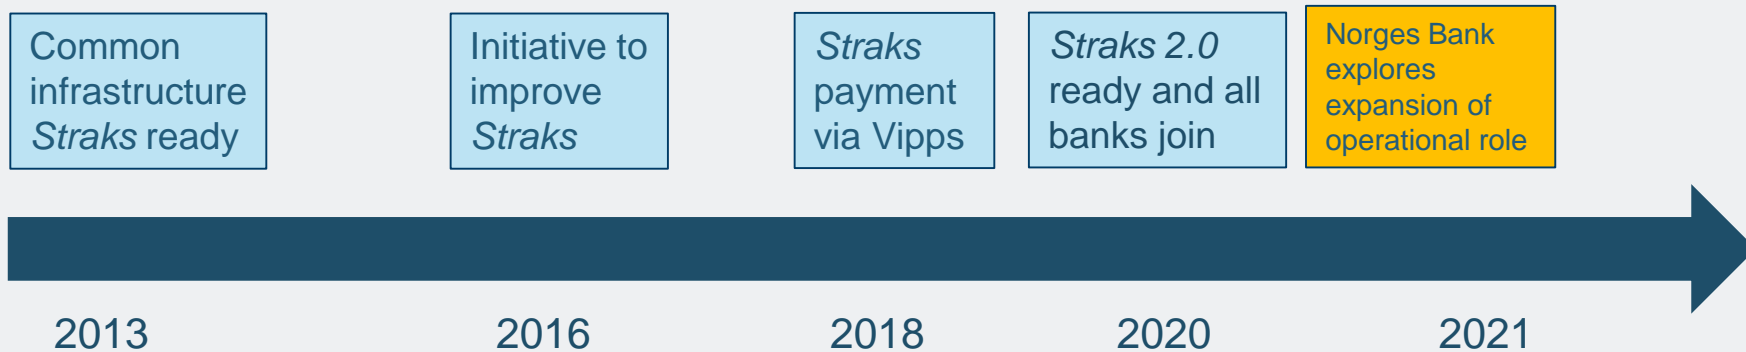 Common
infrastructure
Straks ready
Initiative to
improve
Straks
Straks
payment
via Vipps
Straks 2.0
ready and all
banks join
Norges Bank
explores
expansion of
operational role
2013
2016
2018
2020
2021